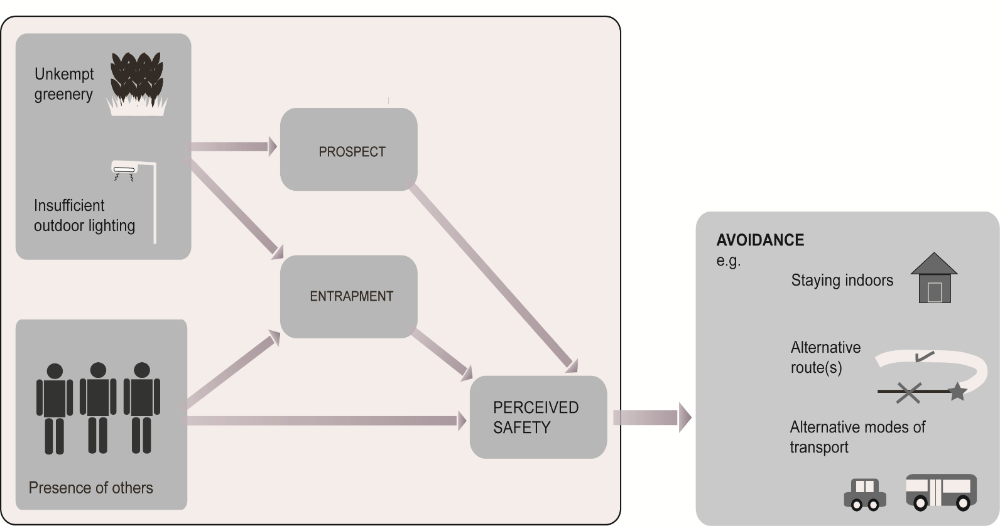 Unkempt
greenery
Insufficient
outdoor lighting
PROSPECT
ENTRAPMENT
Presence of others
PERCEIVED
SAFETY
AVOIDANCE
e.g.
Staying indoors
Alternative
route(s)
Alternative modes of
transport